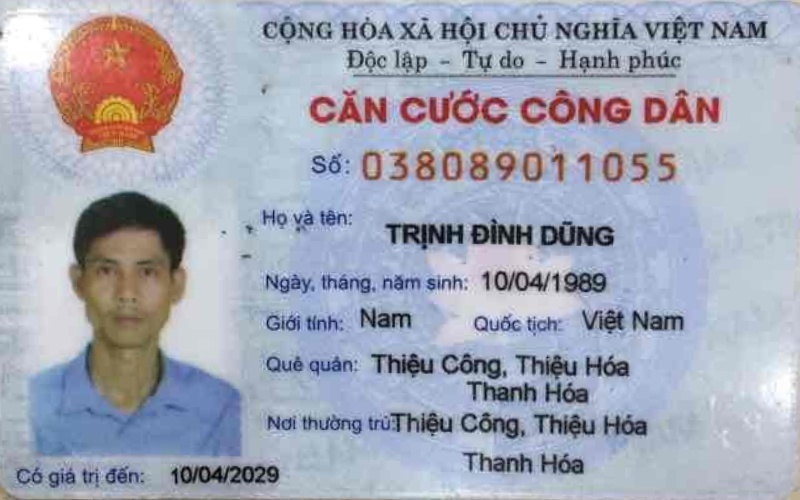 CỘNG HÒA XÃ HỘI CHỦ NGHĨA VIỆT NAM
Độc lập - Tự do - Hạnh phúc
CĂN CƯỚC CÔNG DÂN
Số: 038089011055
Họ và tên: TRỊNH ĐÌNH DŨNG
Ngày, tháng, năm sinh: 10/04/1989
Giới tính: Nam Quốc tịch: Việt Nam
Quê quán: Thiệu Công, Thiệu Hóa
Thanh Hóa
Nơi thường trú: Thiệu Công, Thiệu Hóa
Thanh Hóa
Có giá trị đến: 10/04/2029